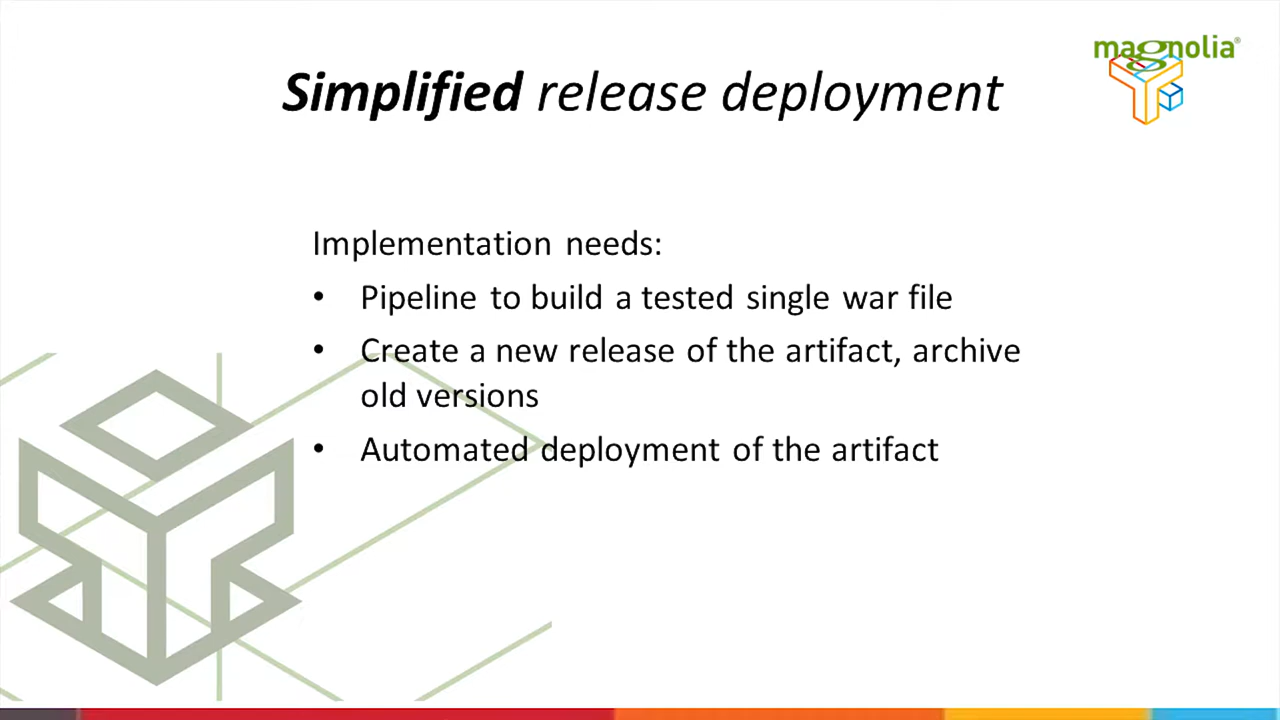 magnolia®
Simplified release deployment
Implementation needs:
• Pipeline to build a tested single war file
• Create a new release of the artifact, archive
old versions
• Automated deployment of the artifact